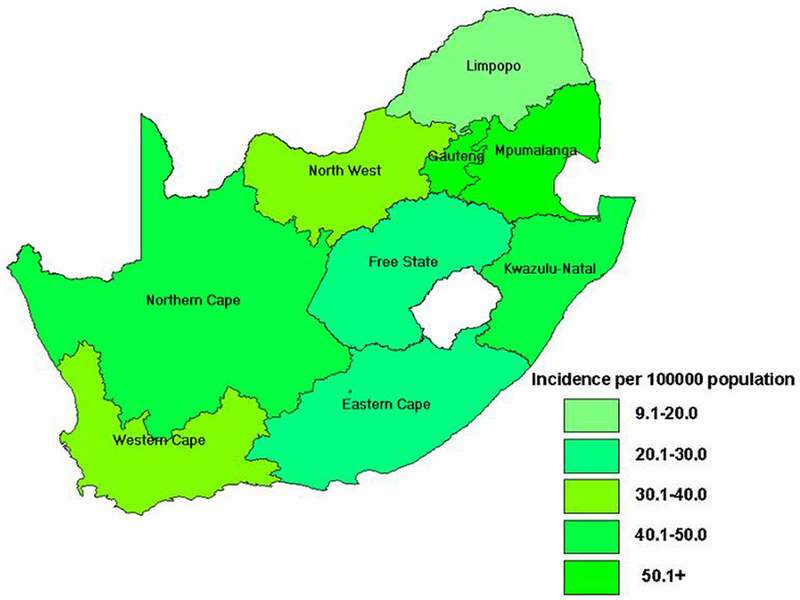 Limpopo
Gauteng
Mpumalanga
North West
Free State
Kwazulu-Natal
Northern Cape
Eastern Cape
Western Cape
Incidence per 100000 population
9.1-20.0
20.1-30.0
30.1-40.0
40.1-50.0
50.1+